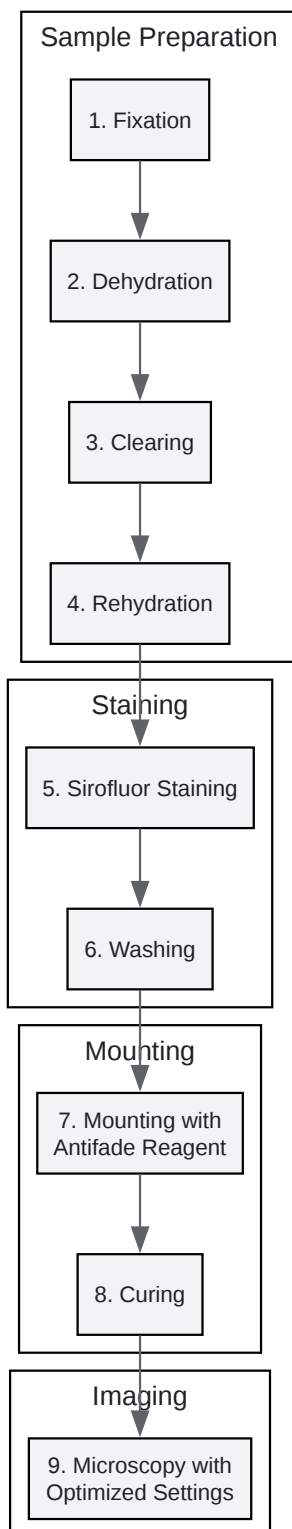 Sample Preparation
1. Fixation
2. Dehydration
3. Clearing
4. Rehydration
Staining
5. Sirofluor Staining
6. Washing
Mounting
7. Mounting with
Antifade Reagent
8. Curing
Imaging
9. Microscopy with
Optimized Settings